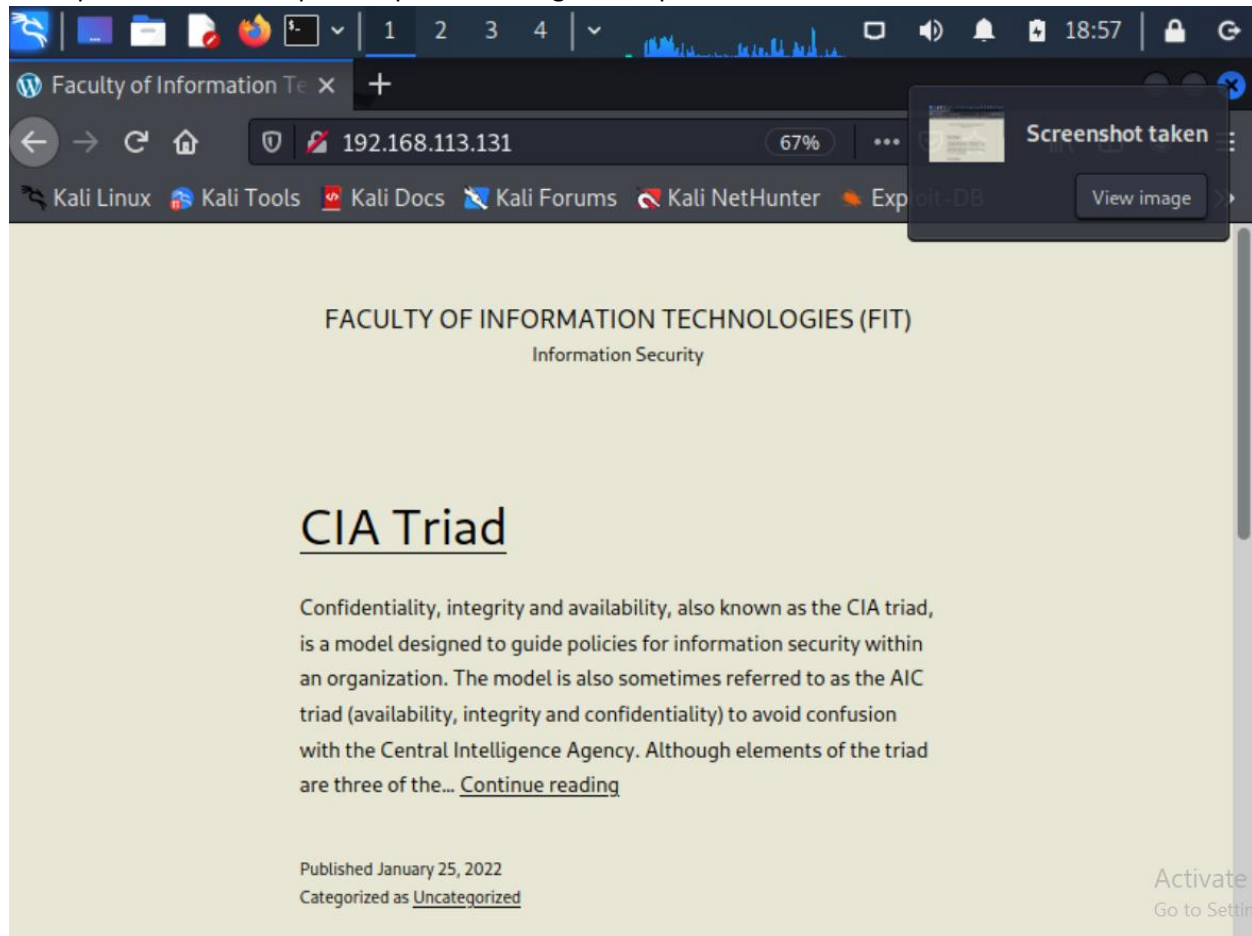 1 2 3 4 18:57
Faculty of Information Te
192.168.113.131 67%
Screenshot taken
View image
Kali Linux Kali Tools Kali Docs Kali Forums Kali NetHunter Exploit-DB
FACULTY OF INFORMATION TECHNOLOGIES (FIT)
Information Security
CIA Triad
Confidentiality, integrity and availability, also known as the CIA triad,
is a model designed to guide policies for information security within
an organization. The model is also sometimes referred to as the AIC
triad (availability, integrity and confidentiality) to avoid confusion
with the Central Intelligence Agency. Although elements of the triad
are three of the... Continue reading
Published January 25, 2022
Categorized as Uncategorized
Activate
Go to Settin